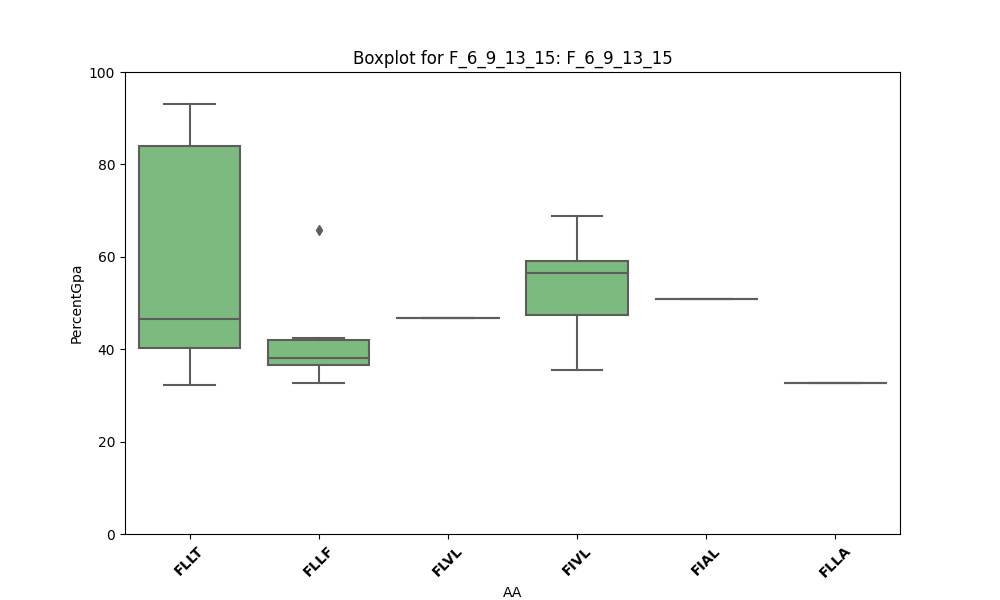 Boxplot for F_6_9_13_15: F_6_9_13_15
100
80
60
40
20
0
PercentGpa
FLLT
FLLF
FLVL
FIVL
FIAL
FLLA
AA